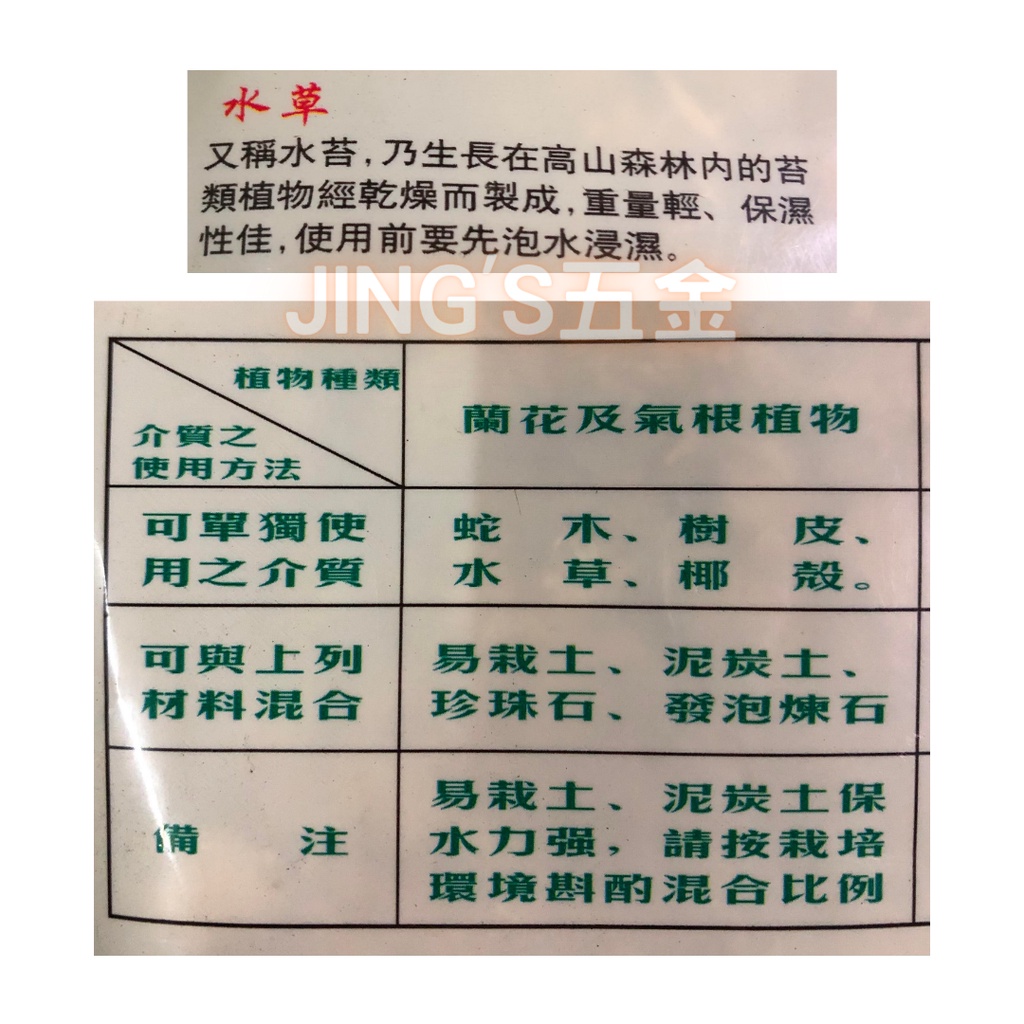 水草
又稱水苔,乃生長在高山森林內的苔
類植物經乾燥而製成,重量輕、保濕
性佳,使用前要先泡水浸濕。
JING'S五金
植物種類
介質之
使用方法
蘭花及氣根植物
可單獨使
用之介質
蛇木、樹皮、
水草、椰殼。
可與上列
材料混合
易栽土、泥炭土、
珍珠石、發泡煉石
備注
易栽土、泥炭土保
水力强,請按栽培
環境斟酌混合比例